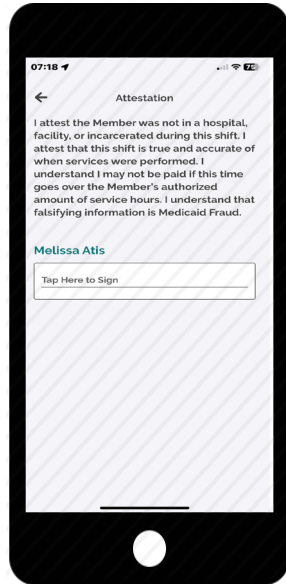 07:18
75
Attestation
I attest the Member was not in a hospital,
facility, or incarcerated during this shift. I
attest that this shift is true and accurate of
when services were performed. I
understand I may not be paid if this time
goes over the Member's authorized
amount of service hours. I understand that
falsifying information is Medicaid Fraud.
Melissa Atis
Tap Here to Sign